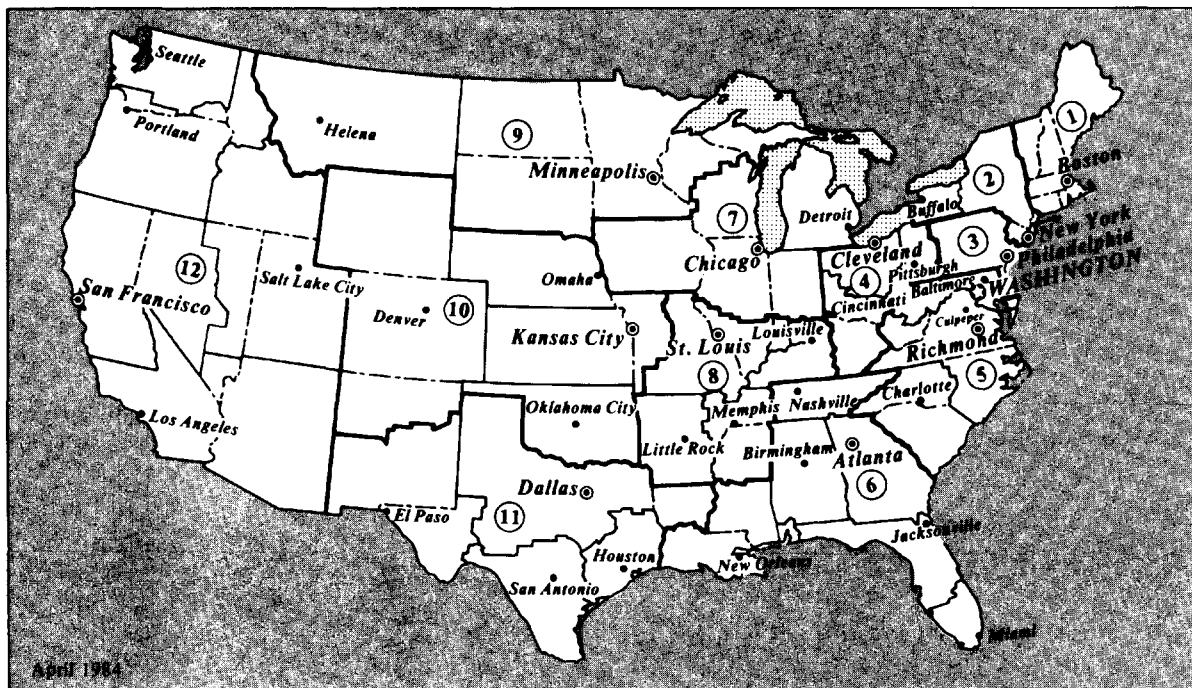 Seattle
Portland
Helena
9
Minneapolis
1
Boston
2
Buffalo
7
Detroit
New York
3
Philadelphia
Cleveland
WASHINGTON
Pittsburgh
4
Chicago
Baltimore
Cincinnati
12
Salt Lake City
San Francisco
Omaha
10
Denver
Kansas City
St. Louis
Louisville
Culpeper
Richmond
8
5
Los Angeles
Oklahoma City
Memphis
Nashville
Charlotte
Little Rock
Birmingham
Atlanta
6
Dallas
El Paso
11
Houston
San Antonio
New Orleans
Jacksonville
Miami
April 1984